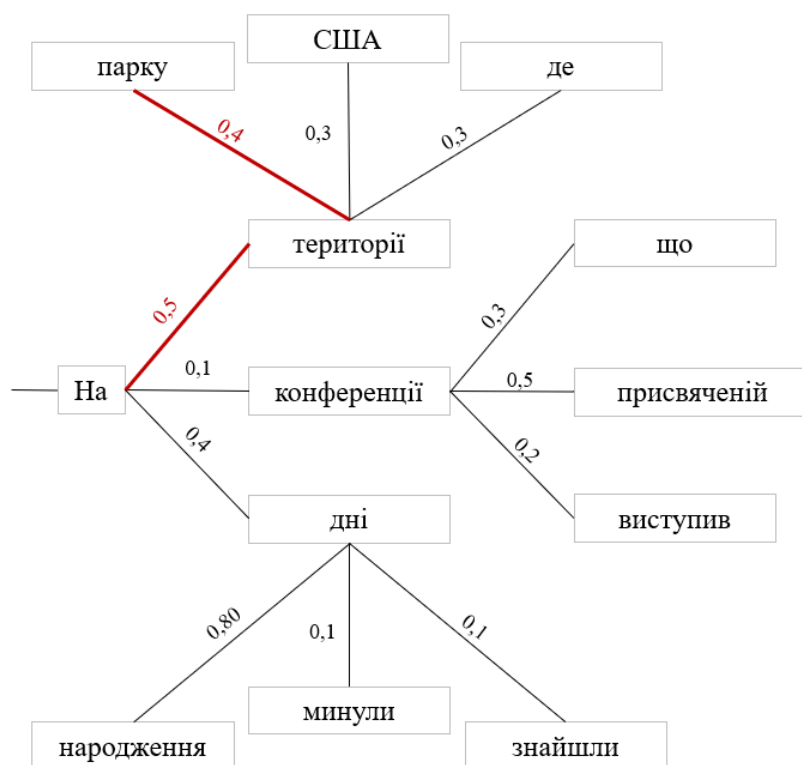 США
парку
де
0,4
0,3
0,3
території
що
0,5
0,3
На
0,1
конференції
0,5
присвяченій
0,4
0,2
дні
виступив
0,80
0,1
0,1
минули
народження
знайшли